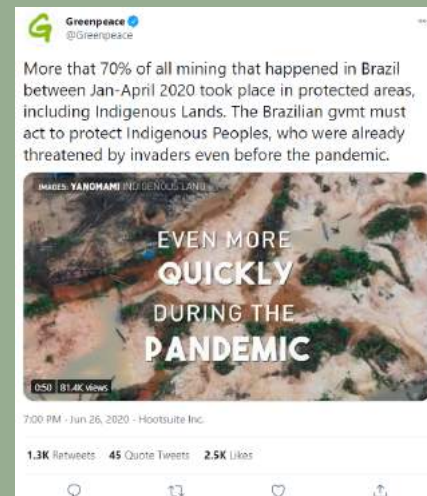 Greenpeace
@Greenpeace
More that 70% of all mining that happened in Brazil
between Jan-April 2020 took place in protected areas,
including Indigenous Lands. The Brazilian gvmt must
act to protect Indigenous Peoples, who were already
threatened by invaders even before the pandemic.
IMAGES: YANOMAMI INDIGENOUS LAND
EVEN MORE
QUICKLY
DURING THE
PANDEMIC
0:50 81.4K views
7:00 PM · Jun 26, 2020 · Hootsuite Inc.
1.3K Retweets 45 Quote Tweets 2.5K Likes